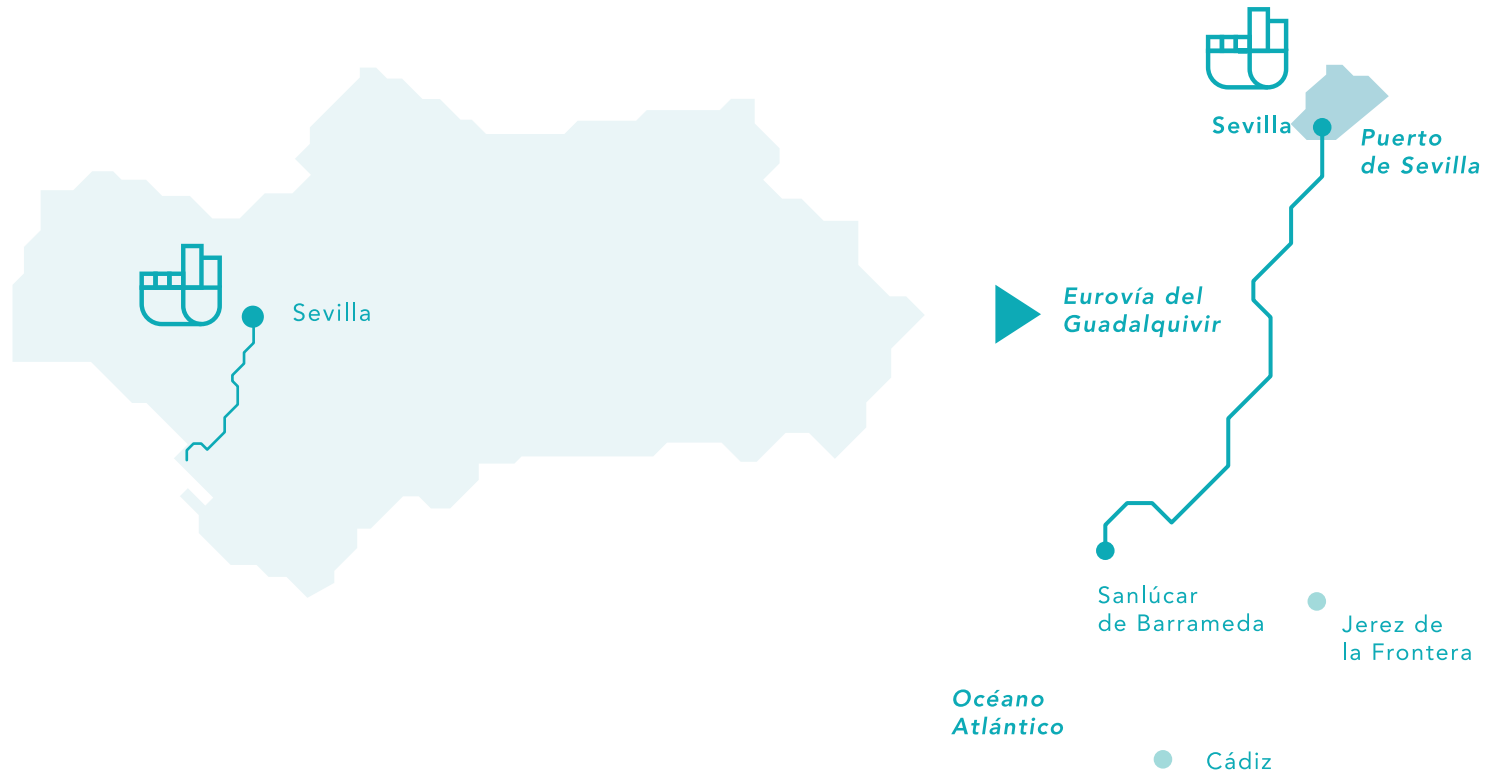 Sevilla
Sevilla
Puerto
de Sevilla
Eurovía del
Guadalquivir
Sanlúcar
de Barrameda
Jerez de
la Frontera
Océano
Atlántico
Cádiz